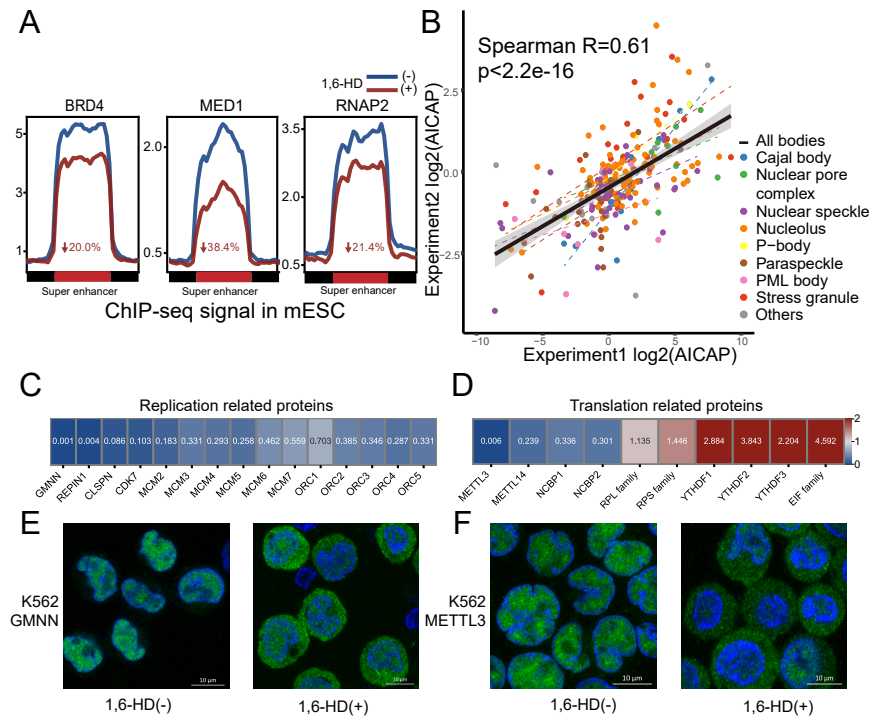 A
1,6-HD
(-)
(+)
BRD4
MED1
RNAP2
5
3
1
2.0
0.5
3.5
2.0
0.5
20.0%
38.4%
21.4%
Super enhancer
Super enhancer
Super enhancer
ChIP-seq signal in mESC
B
Spearman R=0.61
p<2.2e-16
Experiment2 log2(AICAP)
2.5
0.0
−2.5
−10
−5
0
5
10
Experiment1 log2(AICAP)
All bodies
Cajal body
Nuclear pore
complex
Nuclear speckle
Nucleolus
P−body
Paraspeckle
PML body
Stress granule
Others
C
Replication related proteins
0.001 0.004 0.086 0.103 0.183 0.331 0.293 0.258 0.462 0.559 0.703 0.385 0.346 0.287 0.331
GMNN REPIN1 CLSPN CDK7 MCM2 MCM3 MCM4 MCM5 MCM6 MCM7 ORC1 ORC2 ORC3 ORC4 ORC5
D
Translation related proteins
0.006 0.239 0.336 0.301 1.135 1.446 2.884 3.843 2.204 4.592
METTL3 METTL14 NCBP1 NCBP2 RPL family RPS family YTHDF1 YTHDF2 YTHDF3 EIF family
2
1
0
E
K562
GMNN
10 μm
10 μm
1,6-HD(-)
1,6-HD(+)
F
K562
METTL3
10 μm
10 μm
1,6-HD(-)
1,6-HD(+)